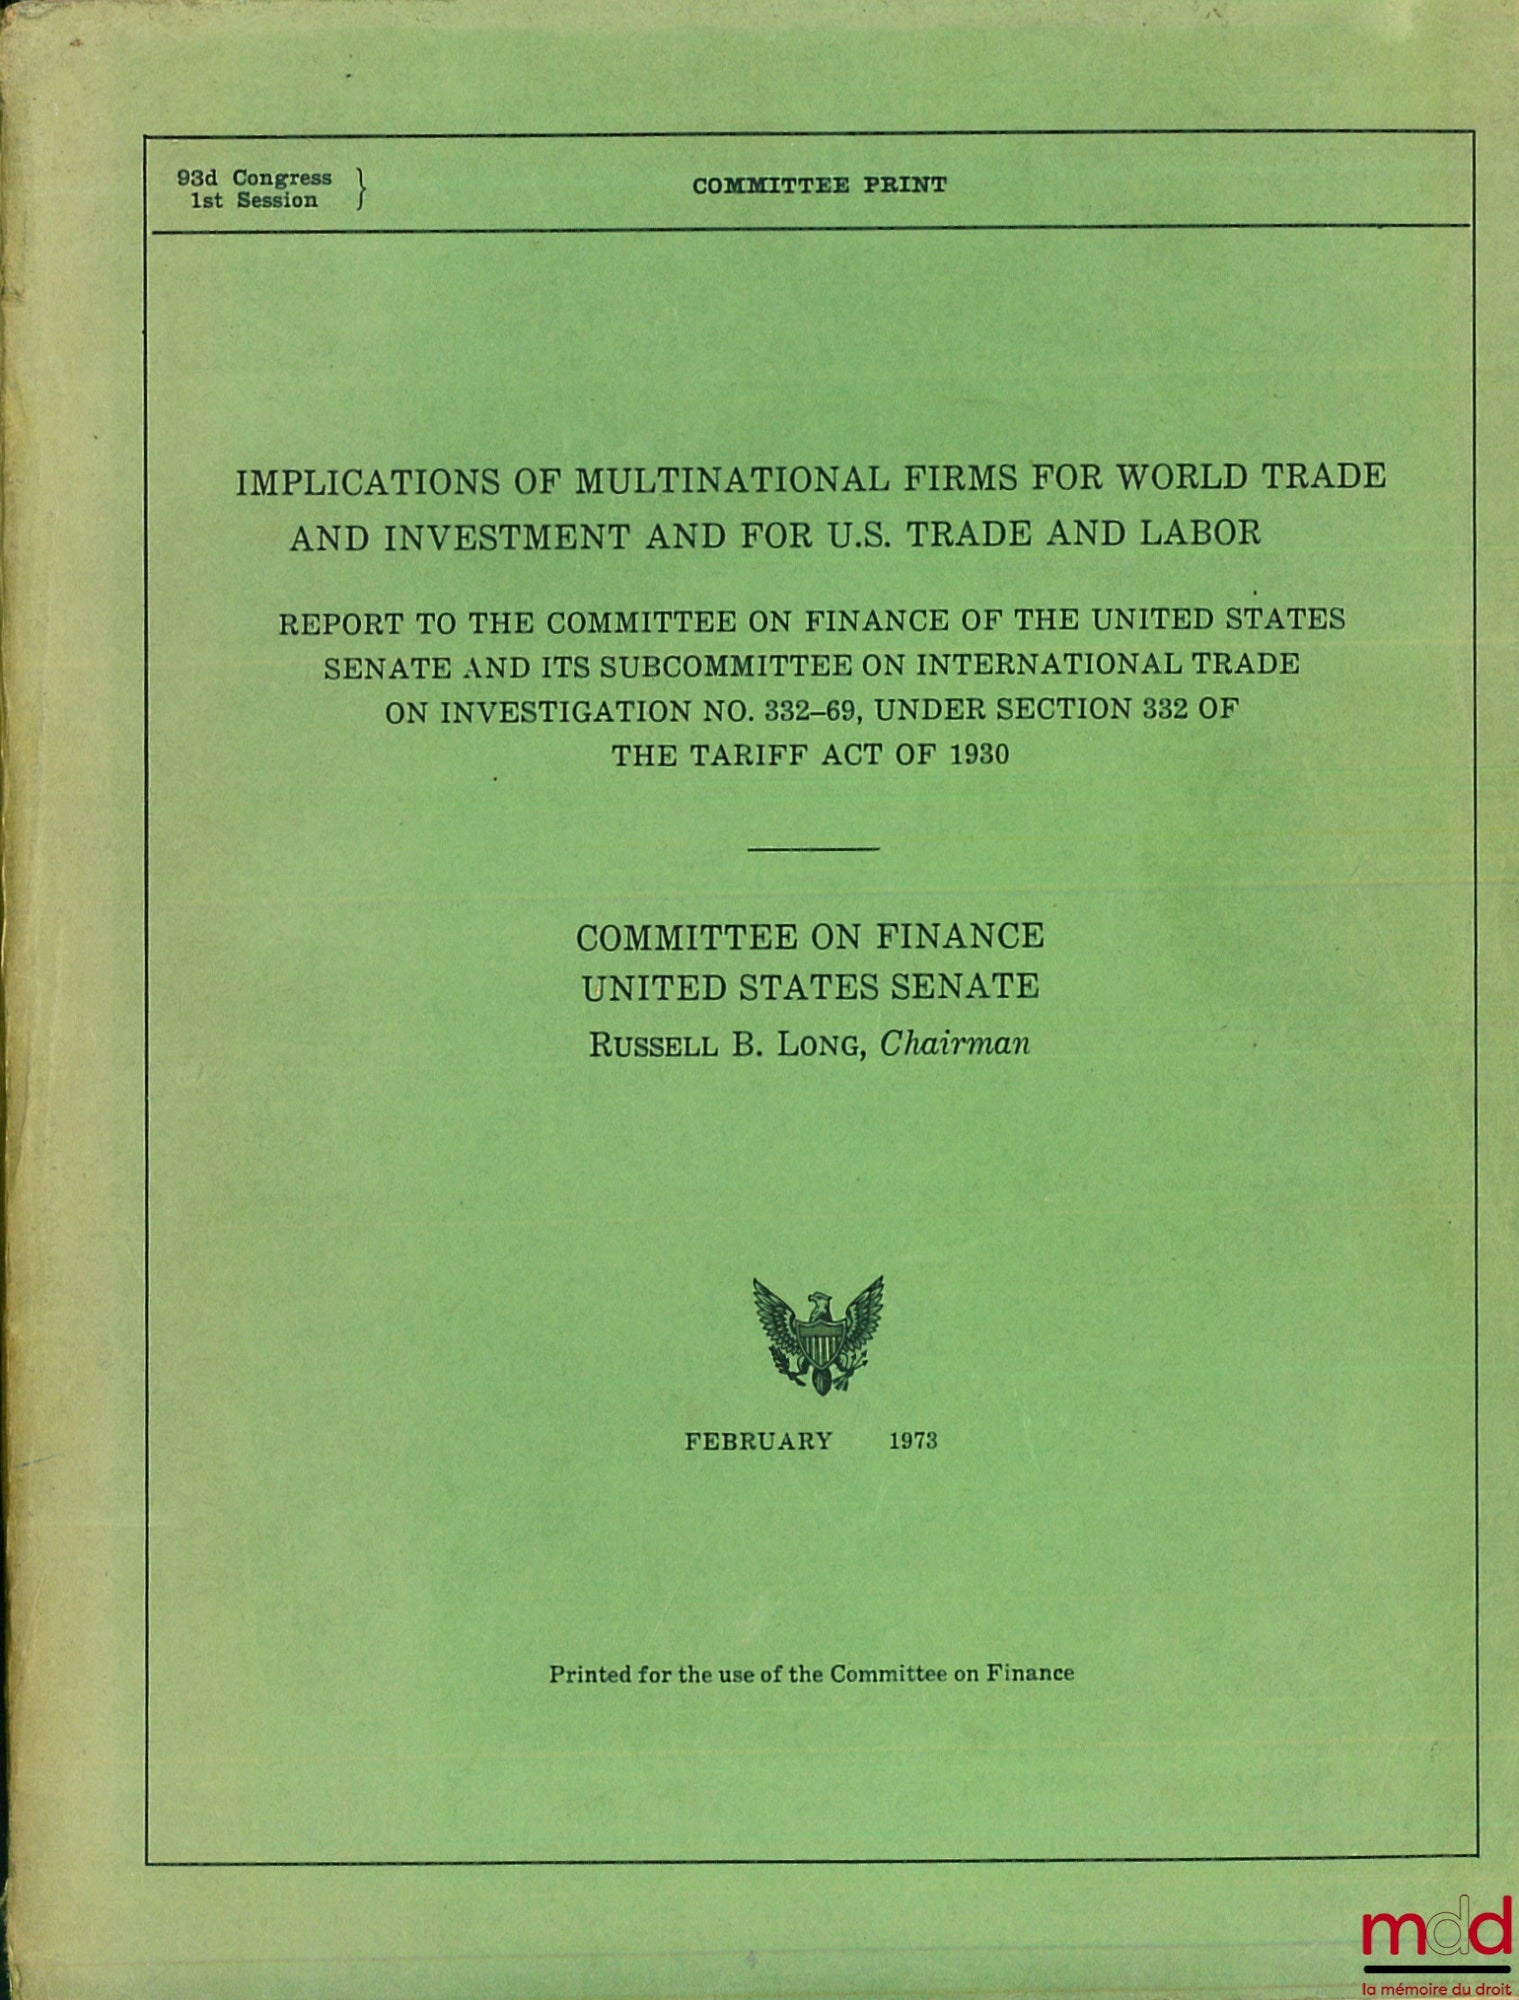 93d Congress
1st Session
COMMITTEE PRINT
IMPLICATIONS OF MULTINATIONAL FIRMS FOR WORLD TRADE
AND INVESTMENT AND FOR U.S. TRADE AND LABOR
REPORT TO THE COMMITTEE ON FINANCE OF THE UNITED STATES
SENATE AND ITS SUBCOMMITTEE ON INTERNATIONAL TRADE
ON INVESTIGATION NO. 332–69, UNDER SECTION 332 OF
THE TARIFF ACT OF 1930
COMMITTEE ON FINANCE
UNITED STATES SENATE
RUSSELL B. LONG, Chairman
FEBRUARY 1973
Printed for the use of the Committee on Finance
mdd
la mémoire du droit